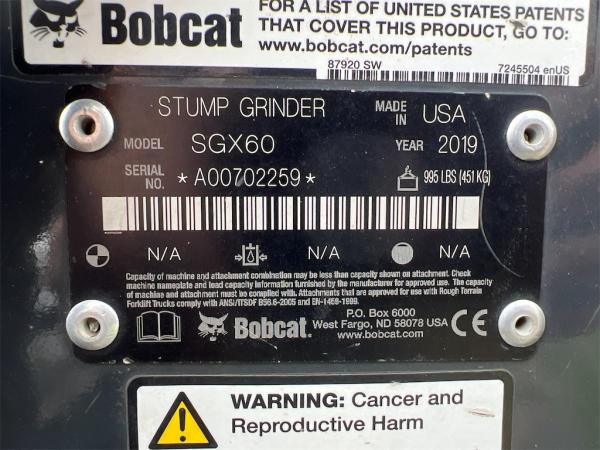 Bobcat
FOR A LIST OF UNITED STATES PATENTS
THAT COVER THIS PRODUCT, GO TO:
www.bobcat.com/patents
87920 SW 7245504 enUS
STUMP GRINDER MADE IN USA
MODEL SGX60 YEAR 2019
SERIAL NO. *A00702259* 995 LBS (451 KG)
N/A N/A N/A
Capacity of machine and attachment combination may be less than capacity shown on attachment. Check
machine nameplate and load capacity information furnished by the manufacturer for approved use. Machine
and attachment must be compiled with. Attachments that are approved for use with Rough Terrain
Forklift Trucks comply with ANSI/ITSDF B56.6-2005 and EN-1459-1999.
Bobcat. P.O. Box 6000
West Fargo, ND 58078 USA CE
www.bobcat.com
WARNING: Cancer and
Reproductive Harm